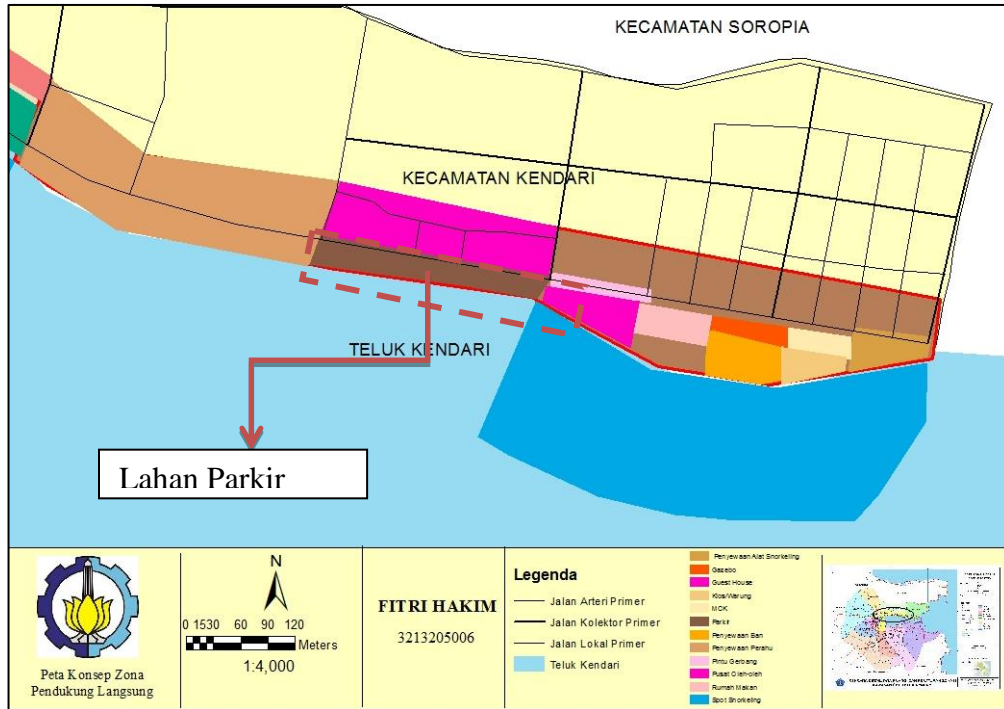 KECAMATAN SOROPIA
KECAMATAN KENDARI
TELUK KENDARI
Lahan Parkir
Peta Konsep Zona
Pendukung Langsung
N
0 1530 60 90 120
Meters
1:4,000
FITRI HAKIM
3213205006
Legenda
Jalan Arteri Primer
Jalan Kolektor Primer
Jalan Lokal Primer
Teluk Kendari
Penyewaan Alat Snorkeling
Gasebo
Guest House
Kios/Warung
MCK
Parkir
Penyewaan Ban
Penyewaan Perahu
Pintu Gerbang
Pusat Oleh-oleh
Rumah Makan
Spot Snorkeling